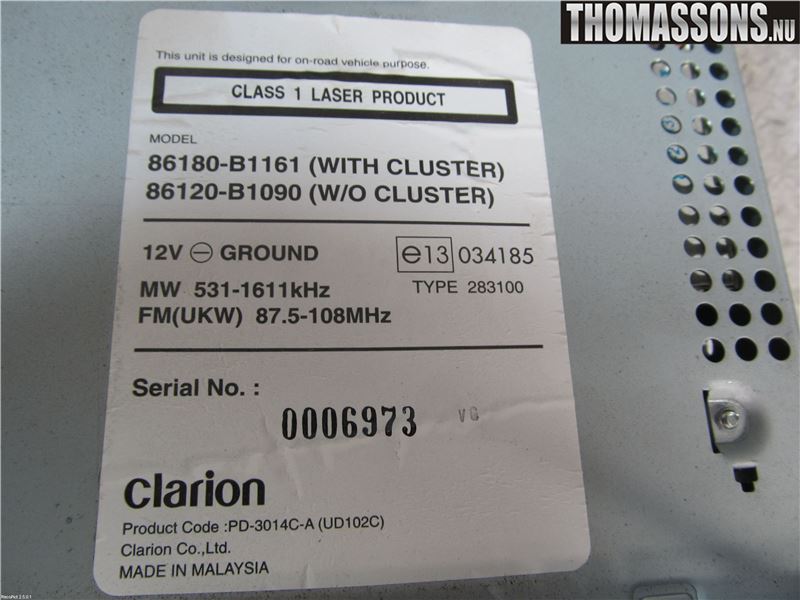 THOMASSONS.NU
This unit is designed for on-road vehicle purpose.
CLASS 1 LASER PRODUCT
MODEL
86180-B1161 (WITH CLUSTER)
86120-B1090 (W/O CLUSTER)
12V ⊖ GROUND e13 034185
MW 531-1611kHz TYPE 283100
FM(UKW) 87.5-108MHz
Serial No. :
0006973 VG
clarion
Product Code :PD-3014C-A (UD102C)
Clarion Co.,Ltd.
MADE IN MALAYSIA